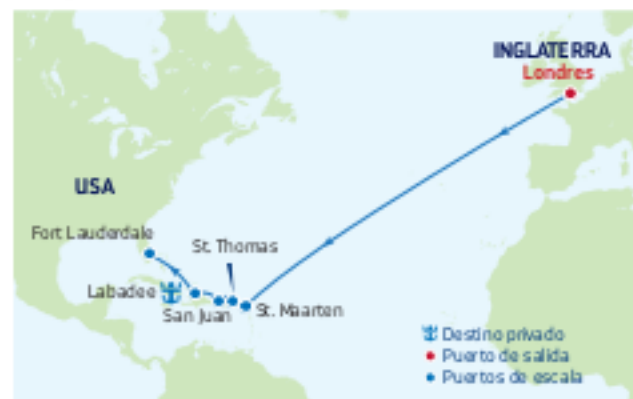 INGLATERRA
Londres
USA
Fort Lauderdale
St. Thomas
Labadee
San Juan
St. Maarten
Destino privado
Puerto de salida
Puertos de escala